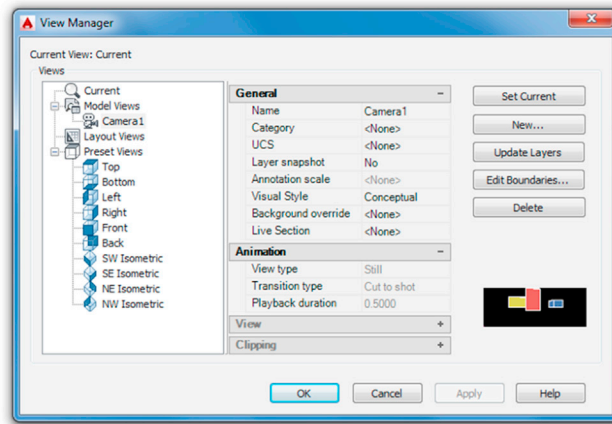 View Manager
Current View: Current
Views
Current
Model Views
Camera1
Layout Views
Preset Views
Top
Bottom
Left
Right
Front
Back
SW Isometric
SE Isometric
NE Isometric
NW Isometric
General
Name Camera1
Category <None>
UCS <None>
Layer snapshot No
Annotation scale <None>
Visual Style Conceptual
Background override <None>
Live Section <None>
Animation
View type Still
Transition type Cut to shot
Playback duration 0.5000
View
Clipping
Set Current
New...
Update Layers
Edit Boundaries...
Delete
OK Cancel Apply Help